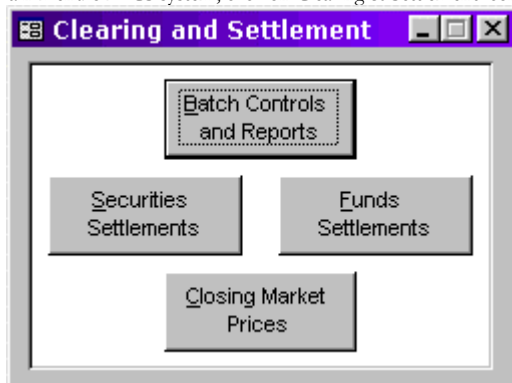 Clearing and Settlement
Batch Controls
and Reports
Securities
Settlements
Funds
Settlements
Closing Market
Prices